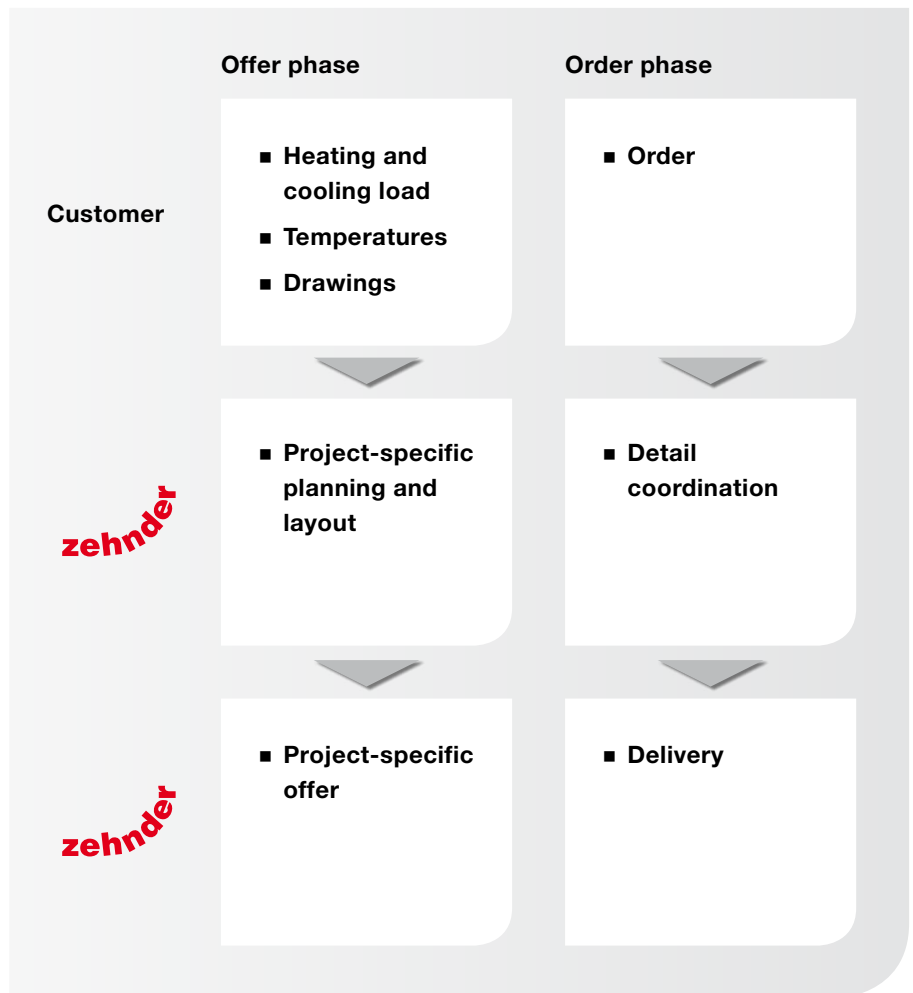 Offer phase
Order phase
Customer
■ Heating and
cooling load
■ Temperatures
■ Drawings
■ Order
zehnder
■ Project-specific
planning and
layout
■ Detail
coordination
zehnder
■ Project-specific
offer
■ Delivery